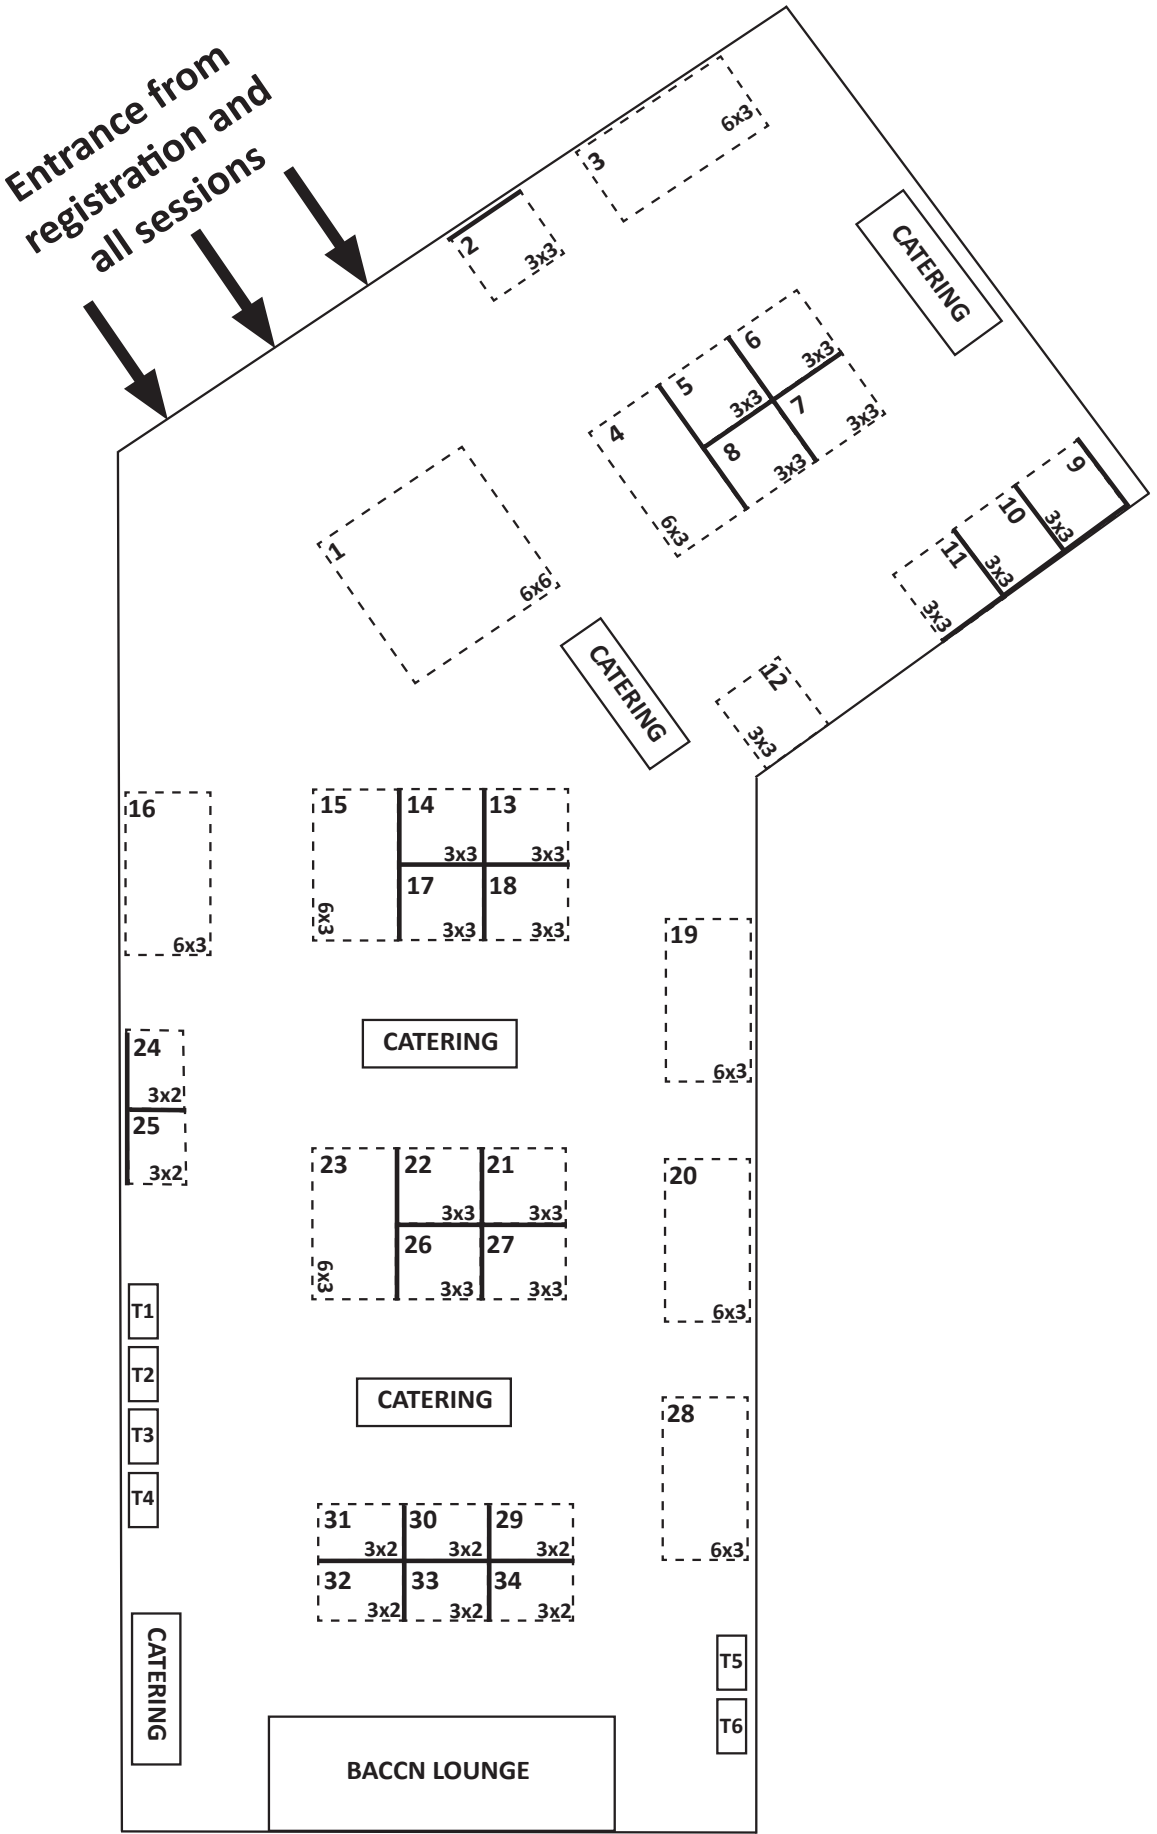 Entrance from
registration and
all sessions
3
6x3
2
3x3
CATERING
6
3x3
5
3x3
7
3x3
4
6x3
8
3x3
9
3x3
10
3x3
11
3x3
1
6x6
CATERING
12
3x3
16
6x3
15
6x3
14
3x3
13
3x3
17
3x3
18
3x3
19
6x3
CATERING
24
3x2
25
3x2
23
6x3
22
3x3
21
3x3
26
3x3
27
3x3
20
6x3
T1
T2
T3
T4
CATERING
28
6x3
31
3x2
30
3x2
29
3x2
32
3x2
33
3x2
34
3x2
CATERING
T5
T6
BACCN LOUNGE